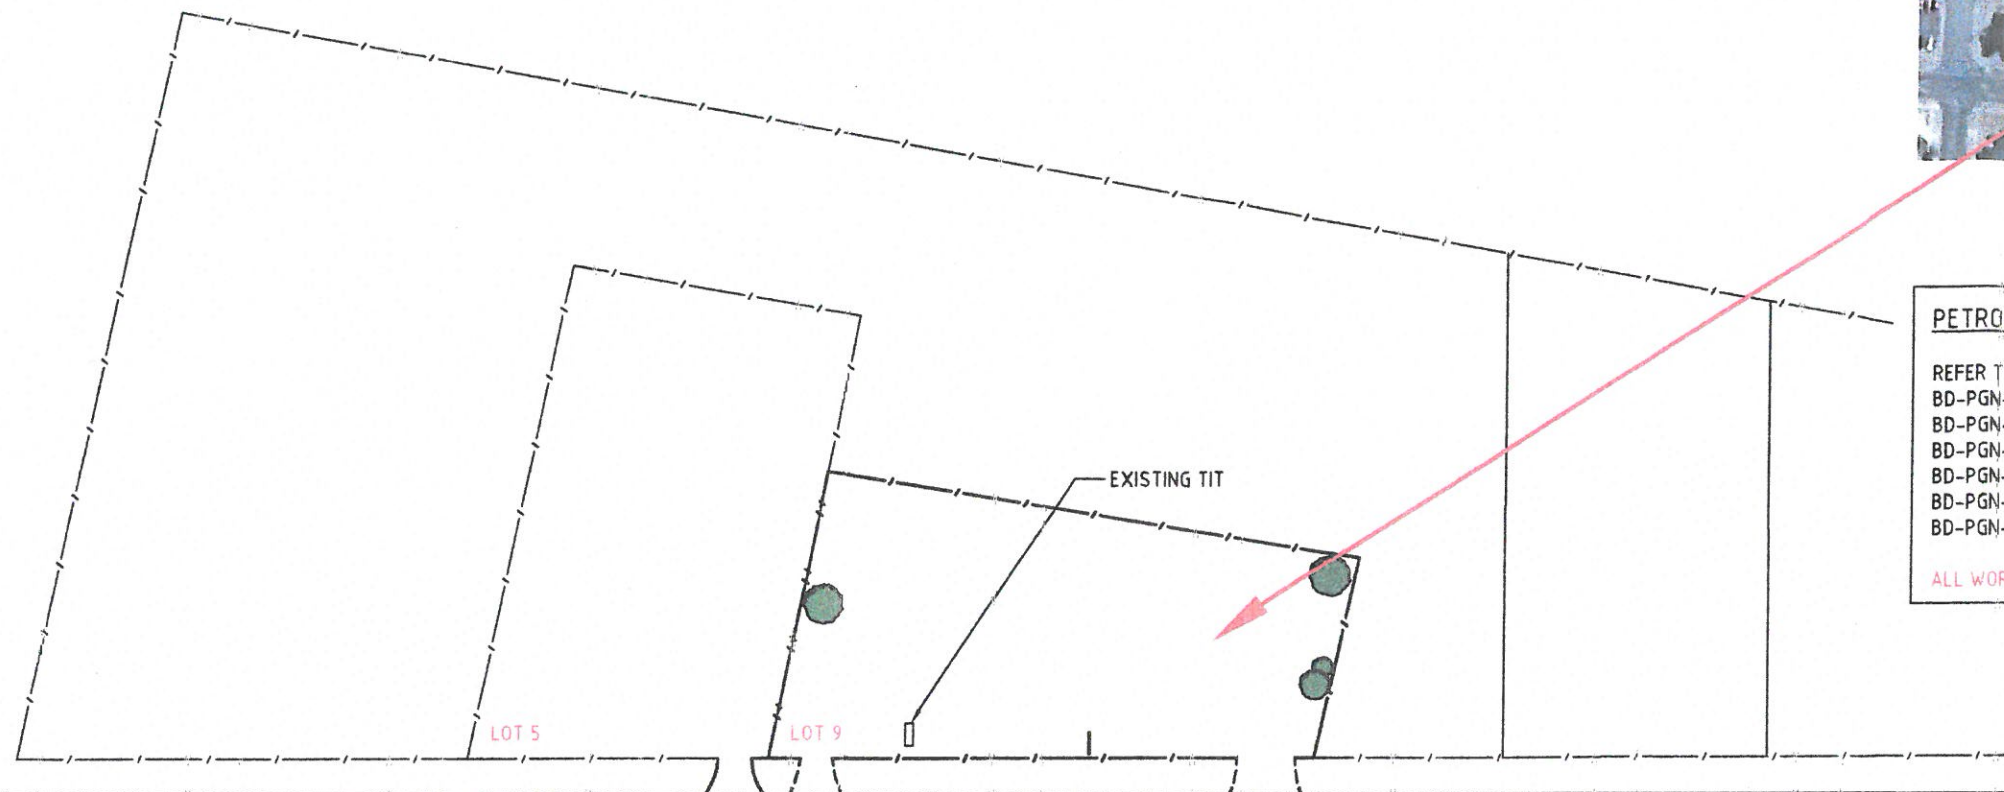 EXISTING TIT
LOT 5
LOT 9
PETRO
REFER T
BD-PGN-
BD-PGN-
BD-PGN-
BD-PGN-
BD-PGN-
BD-PGN-
ALL WOR